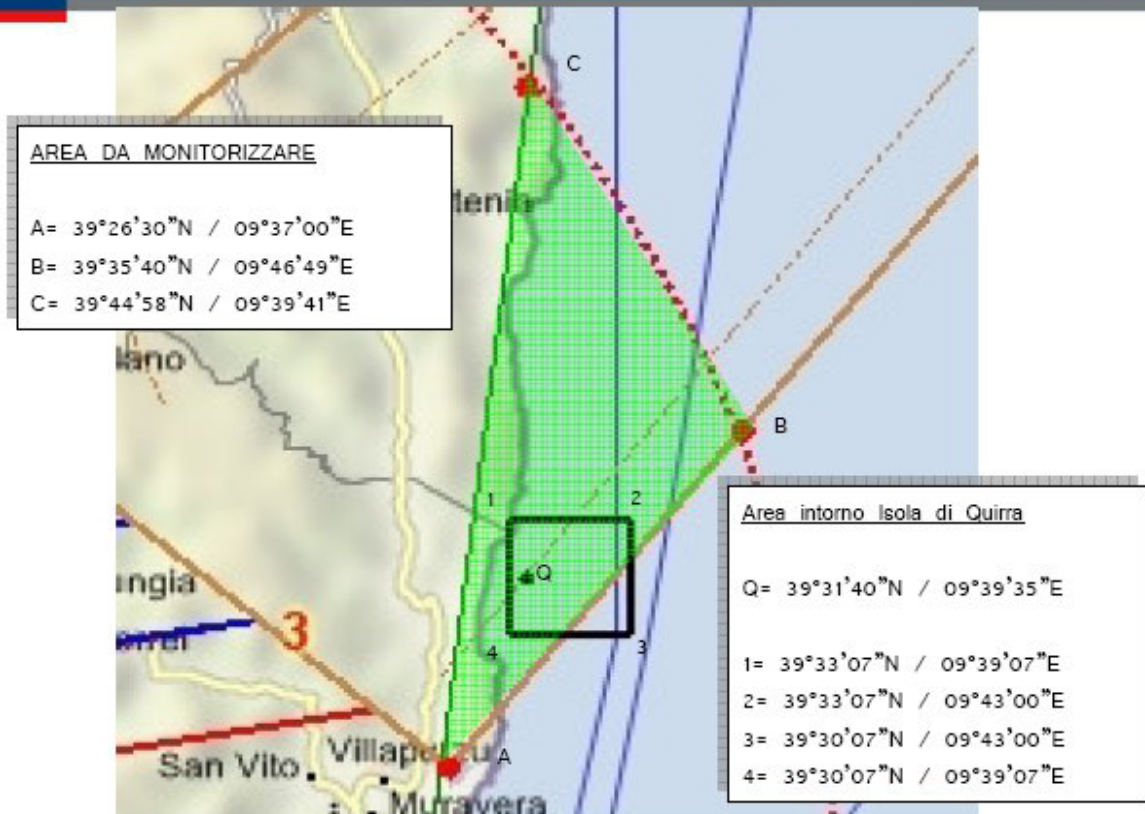 C
AREA DA MONITORIZZARE
A= 39°26'30"N / 09°37'00"E
B= 39°35'40"N / 09°46'49"E
C= 39°44'58"N / 09°39'41"E
tenia
B
1
2
Area intorno Isola di Quirra
Q
Q= 39°31'40"N / 09°39'35"E
3
3
4
1= 39°33'07"N / 09°39'07"E
2= 39°33'07"N / 09°43'00"E
3= 39°30'07"N / 09°43'00"E
4= 39°30'07"N / 09°39'07"E
A
San Vito
Muravera